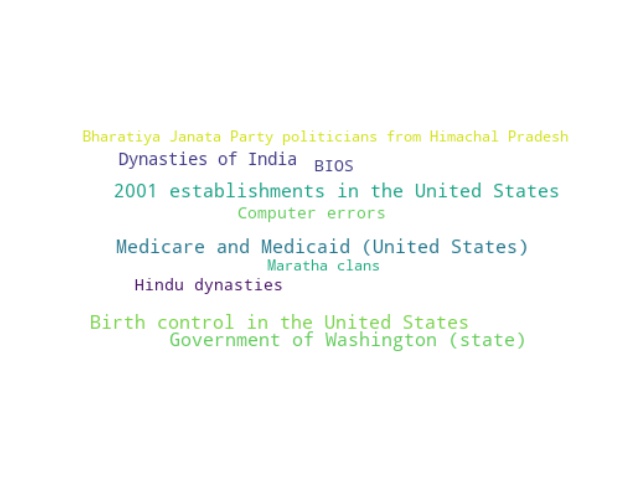 Bharatiya Janata Party politicians from Himachal Pradesh
Dynasties of India
BIOS
2001 establishments in the United States
Computer errors
Medicare and Medicaid (United States)
Maratha clans
Hindu dynasties
Birth control in the United States
Government of Washington (state)